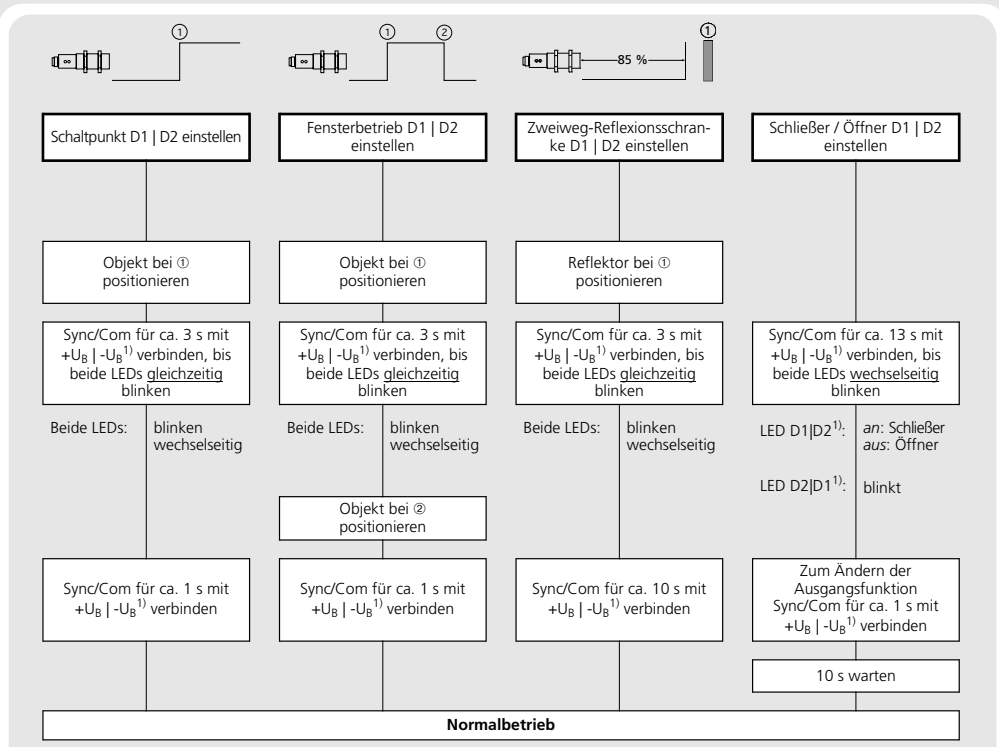 ①
① ②
85 %
①
Schaltpunkt D1 | D2 einstellen
Fensterbetrieb D1 | D2
einstellen
Zweiweg-Reflexionsschran-
ke D1 | D2 einstellen
Schließer / Öffner D1 | D2
einstellen
Objekt bei ①
positionieren
Objekt bei ①
positionieren
Reflektor bei ①
positionieren
Sync/Com für ca. 3 s mit
+UB | -UB1) verbinden, bis
beide LEDs gleichzeitig
blinken
Sync/Com für ca. 3 s mit
+UB | -UB1) verbinden, bis
beide LEDs gleichzeitig
blinken
Sync/Com für ca. 3 s mit
+UB | -UB1) verbinden, bis
beide LEDs gleichzeitig
blinken
Sync/Com für ca. 13 s mit
+UB | -UB1) verbinden, bis
beide LEDs wechselseitig
blinken
Beide LEDs: blinken
wechselseitig
Beide LEDs: blinken
wechselseitig
Beide LEDs: blinken
wechselseitig
LED D1|D21): an: Schließer
aus: Öffner
LED D2|D11): blinkt
Objekt bei ②
positionieren
Sync/Com für ca. 1 s mit
+UB | -UB1) verbinden
Sync/Com für ca. 1 s mit
+UB | -UB1) verbinden
Sync/Com für ca. 10 s mit
+UB | -UB1) verbinden
Zum Ändern der
Ausgangsfunktion
Sync/Com für ca. 1 s mit
+UB | -UB1) verbinden
10 s warten
Normalbetrieb